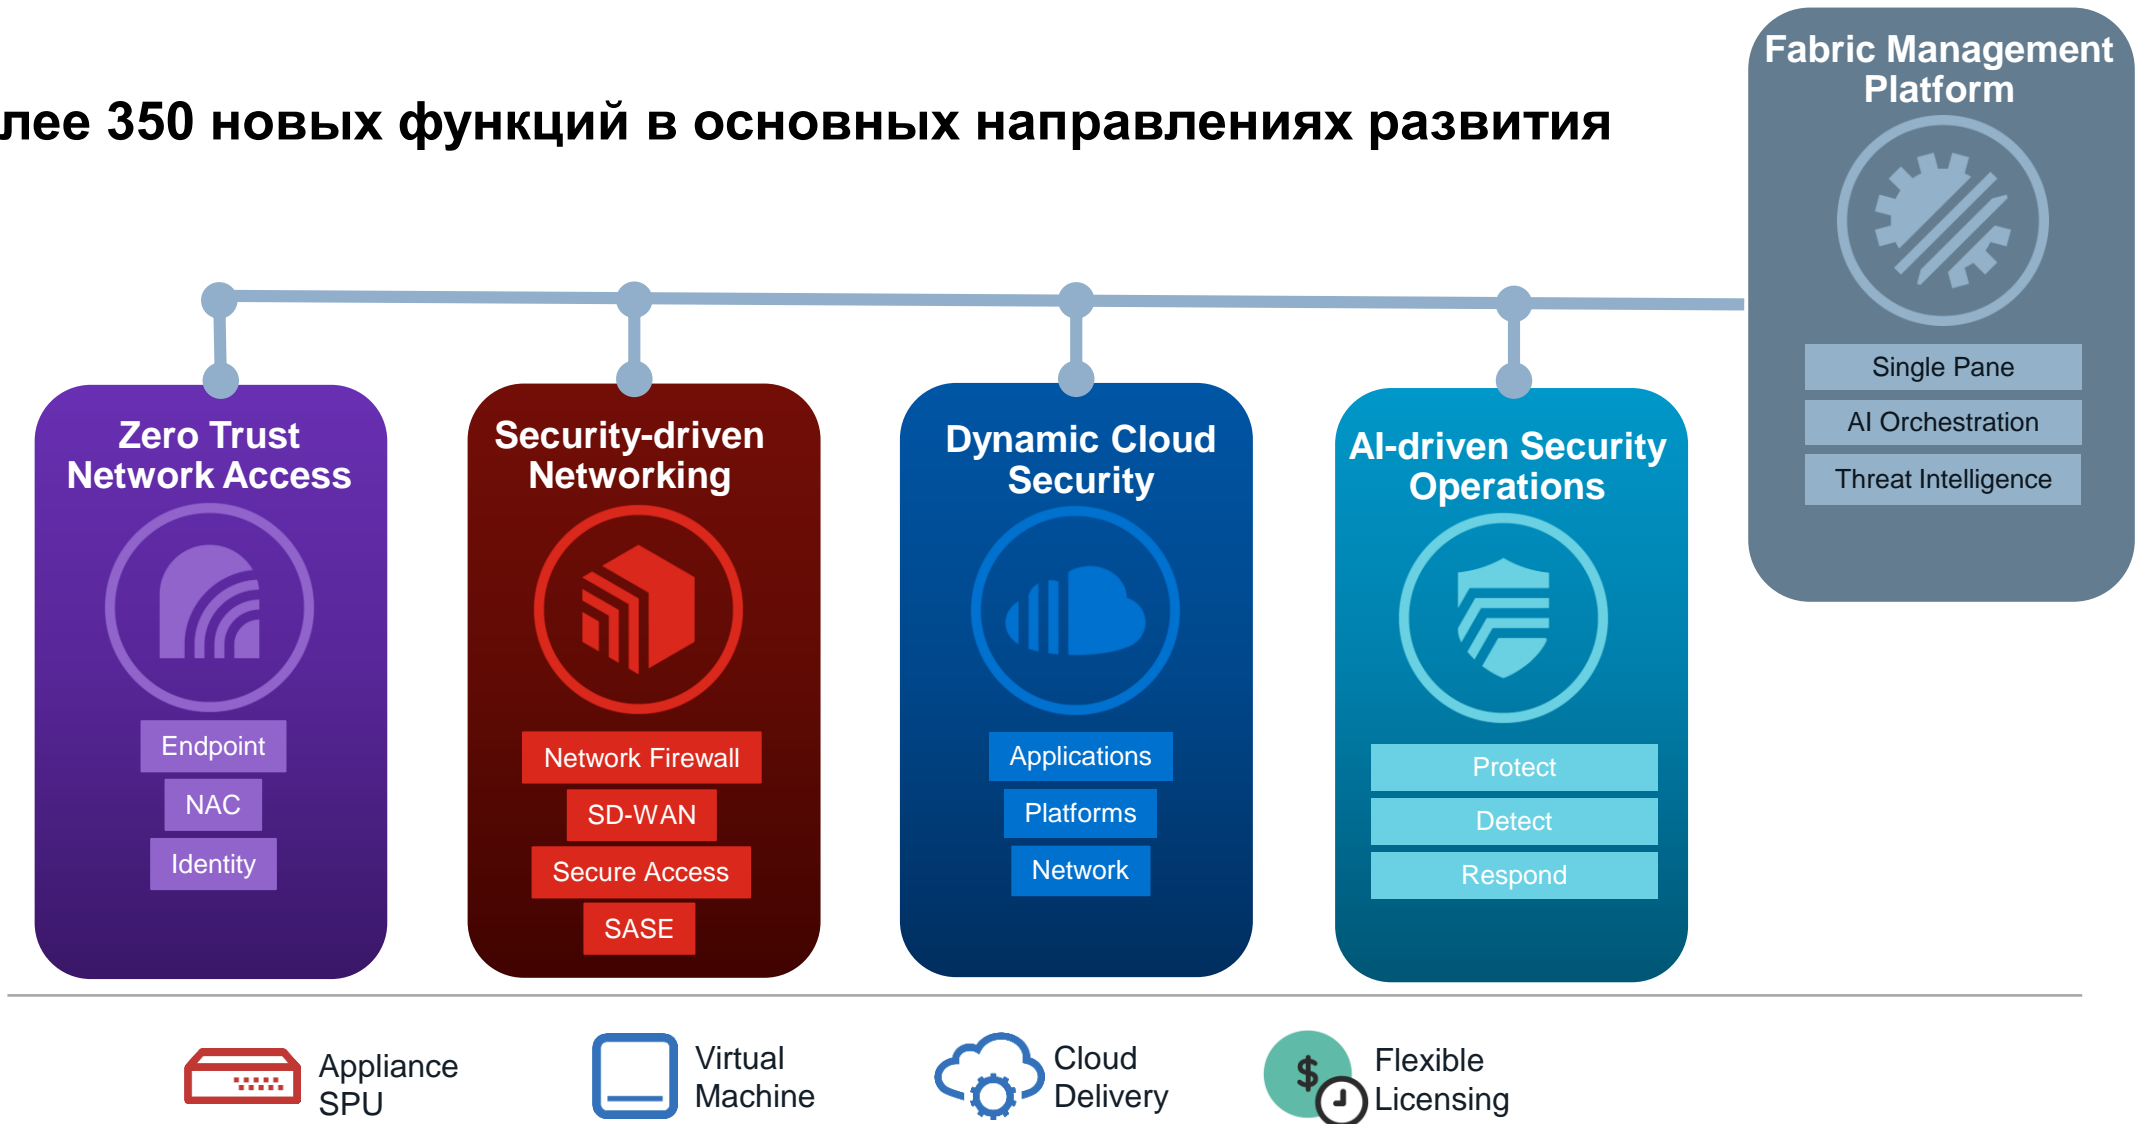 лее 350 новых функций в основных направлениях развития
Fabric Management
Platform
Single Pane
AI Orchestration
Threat Intelligence
Zero Trust
Network Access
Endpoint
NAC
Identity
Security-driven
Networking
Network Firewall
SD-WAN
Secure Access
SASE
Dynamic Cloud
Security
Applications
Platforms
Network
AI-driven Security
Operations
Protect
Detect
Respond
Appliance
SPU
Virtual
Machine
Cloud
Delivery
$
Flexible
Licensing